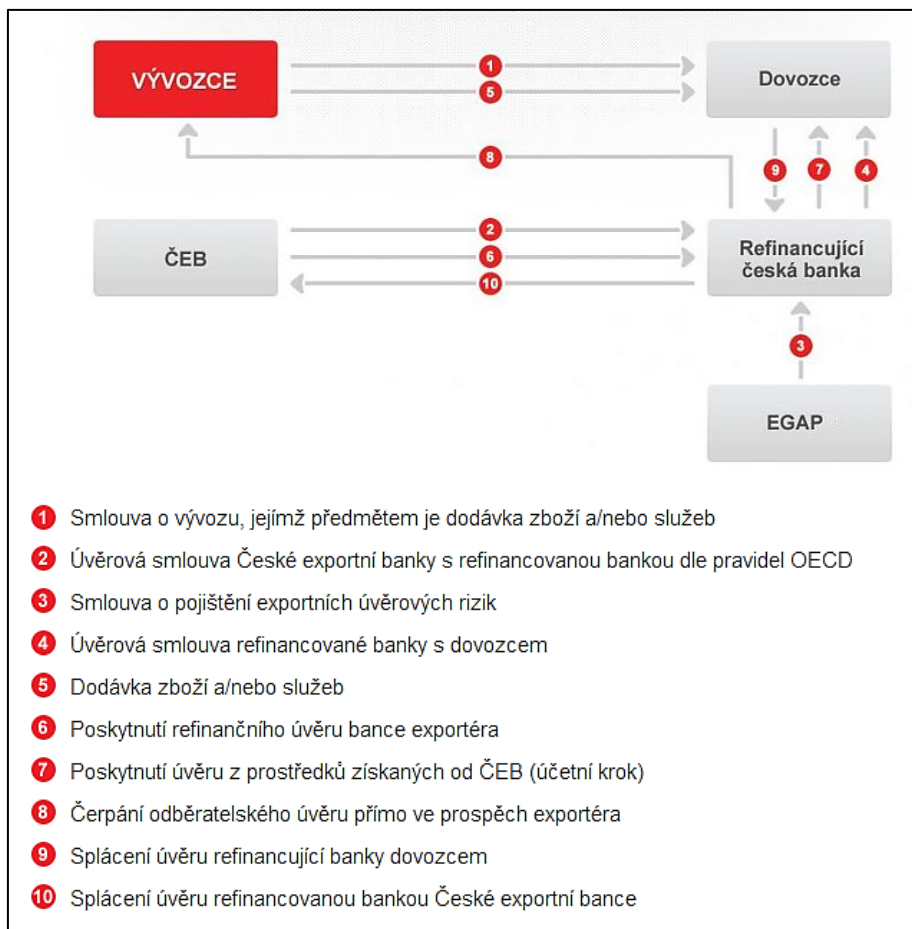 VÝVOZCE
1
5
Dovozce
8
9
7
4
ČEB
2
6
10
Refinancující
česká banka
3
EGAP
1 Smlouva o vývozu, jejímž předmětem je dodávka zboží a/nebo služeb
2 Úvěrová smlouva České exportní banky s refinancovanou bankou dle pravidel OECD
3 Smlouva o pojištění exportních úvěrových rizik
4 Úvěrová smlouva refinancované banky s dovozcem
5 Dodávka zboží a/nebo služeb
6 Poskytnutí refinančního úvěru bance exportéra
7 Poskytnutí úvěru z prostředků získaných od ČEB (účetní krok)
8 Čerpání odběratelského úvěru přímo ve prospěch exportéra
9 Splácení úvěru refinancující banky dovozcem
10 Splácení úvěru refinancovanou bankou České exportní bance